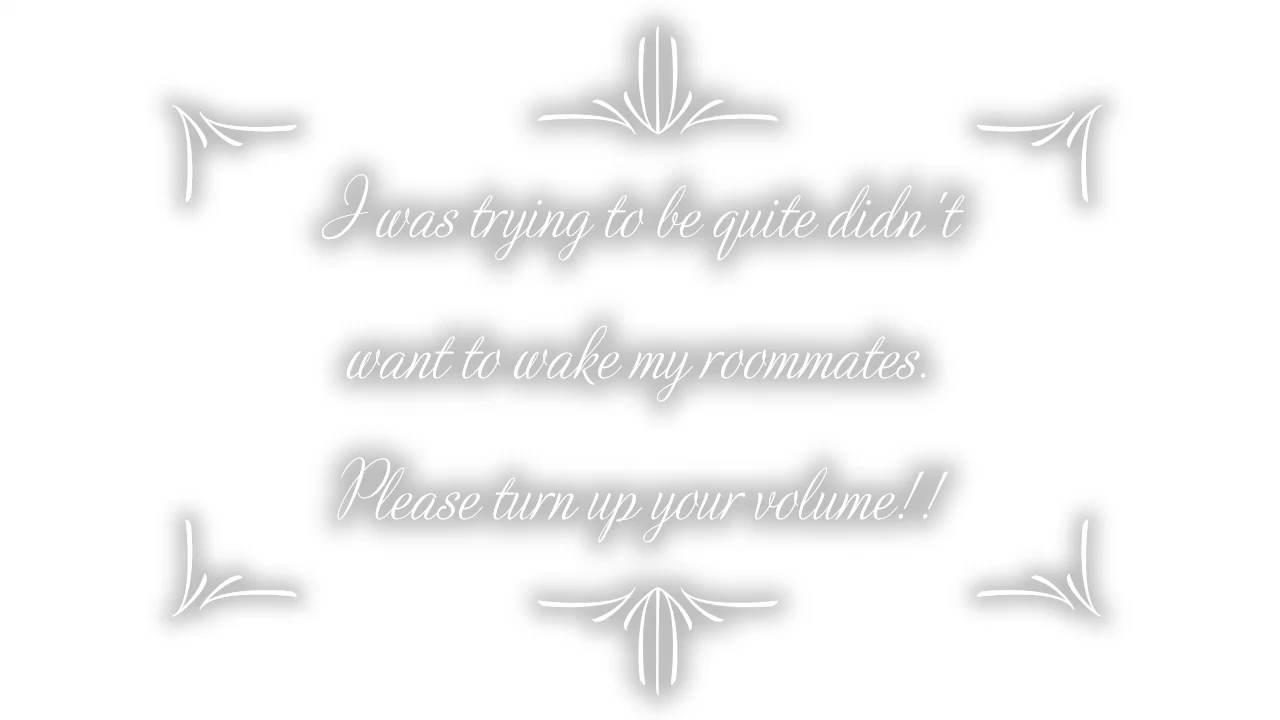 I was trying to be quite didn't
want to wake my roommates.
Please turn up your volume!!